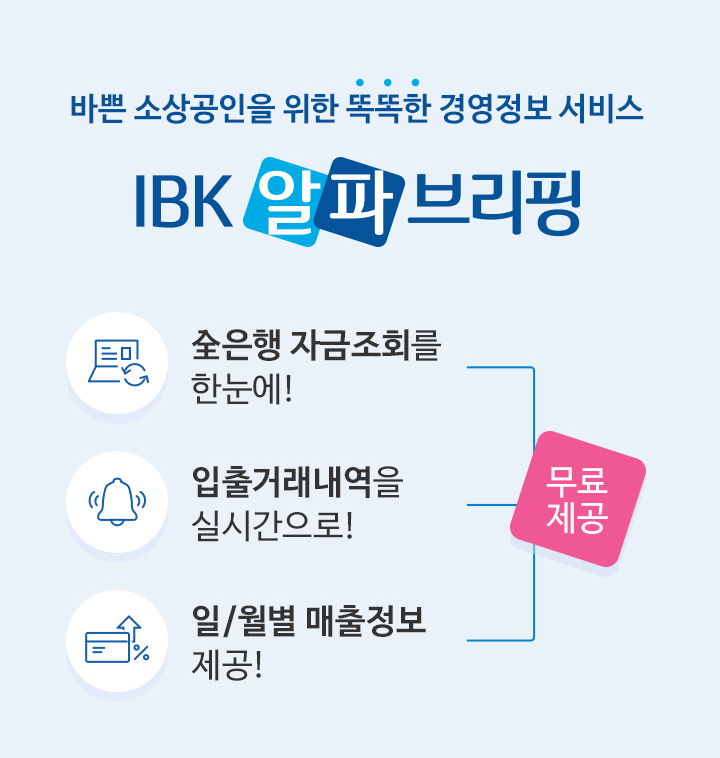 바쁜 소상공인을 위한 똑똑한 경영정보 서비스
IBK 알파브리핑
全은행 자금조회를
한눈에!
입출거래내역을
실시간으로!
일/월별 매출정보
제공!
무료
제공